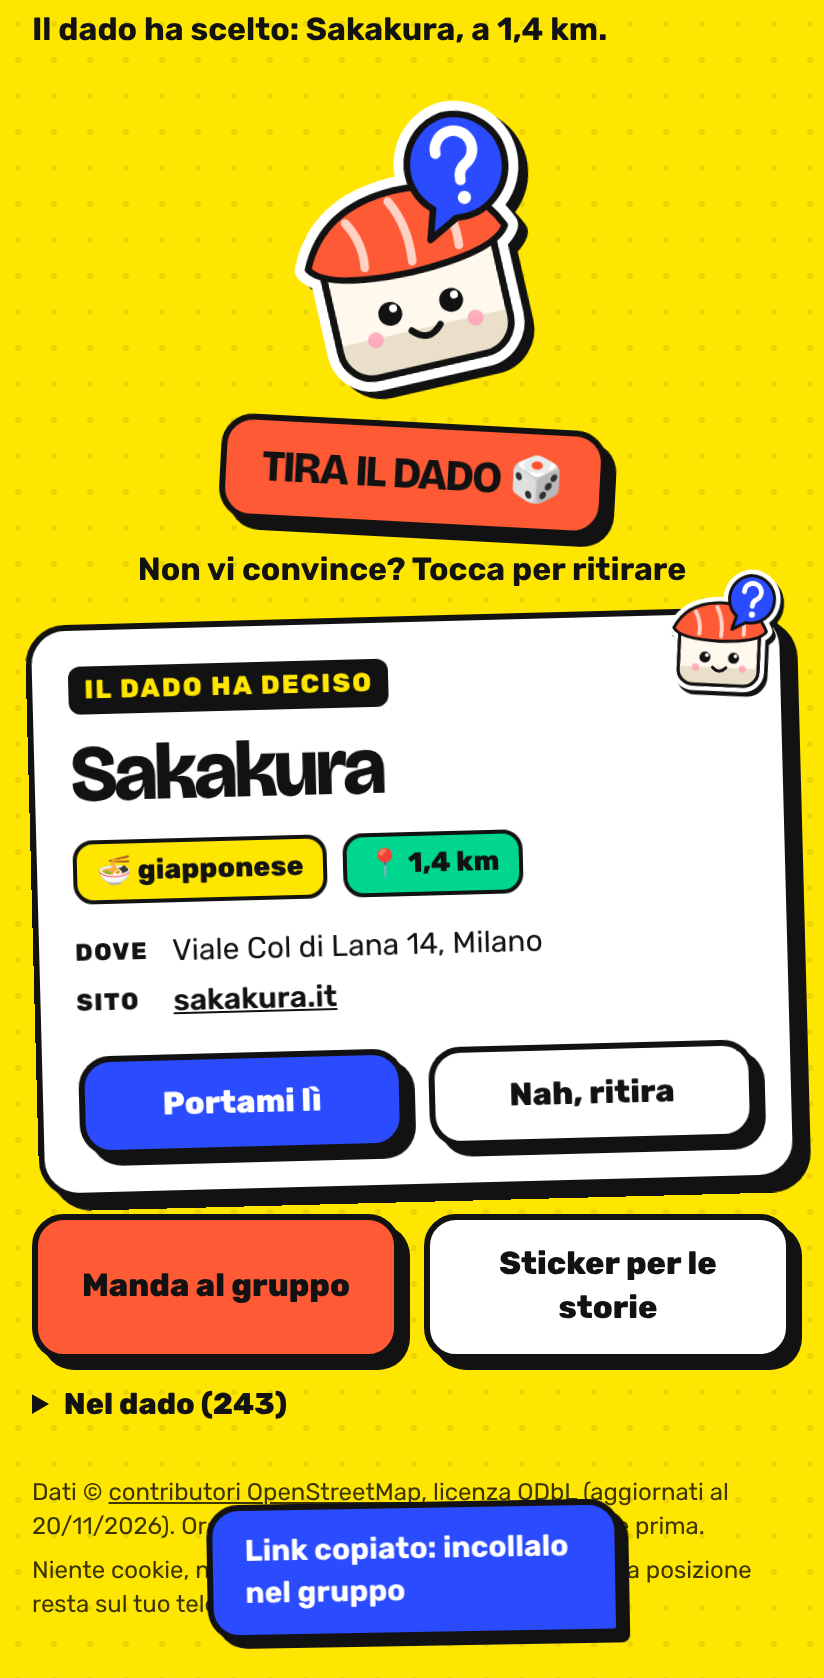 Il dado ha scelto: Sakakura, a 1,4 km.
?
TIRA IL DADO 🎲
Non vi convince? Tocca per ritirare
?
IL DADO HA DECISO
Sakakura
🍜 giapponese 📍 1,4 km
DOVE Viale Col di Lana 14, Milano
SITO sakakura.it
Portami lì Nah, ritira
Manda al gruppo
Sticker per le
storie
▶ Nel dado (243)
Dati © contributori OpenStreetMap, licenza ODbL (aggiornati al
20/11/2026). prima.
Niente cookie, posizione
resta sul tuo
Link copiato: incollalo
nel gruppo